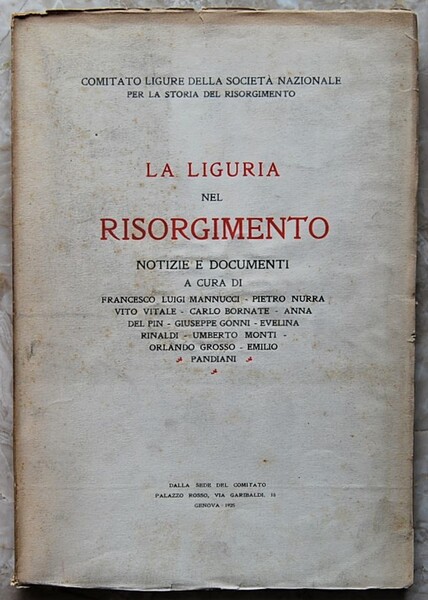 COMITATO LIGURE DELLA SOCIETÀ NAZIONALE
PER LA STORIA DEL RISORGIMENTO
LA LIGURIA
NEL
RISORGIMENTO
NOTIZIE E DOCUMENTI
A CURA DI
FRANCESCO LUIGI MANNUCCI - PIETRO NURRA
VITO VITALE - CARLO BORNATE - ANNA
DEL PIN - GIUSEPPE GONNI - EVELINA
RINALDI - UMBERTO MONTI -
ORLANDO GROSSO - EMILIO
PANDIANI
DALLA SEDE DEL COMITATO
PALAZZO ROSSO, VIA GARIBALDI, 18
GENOVA 1925